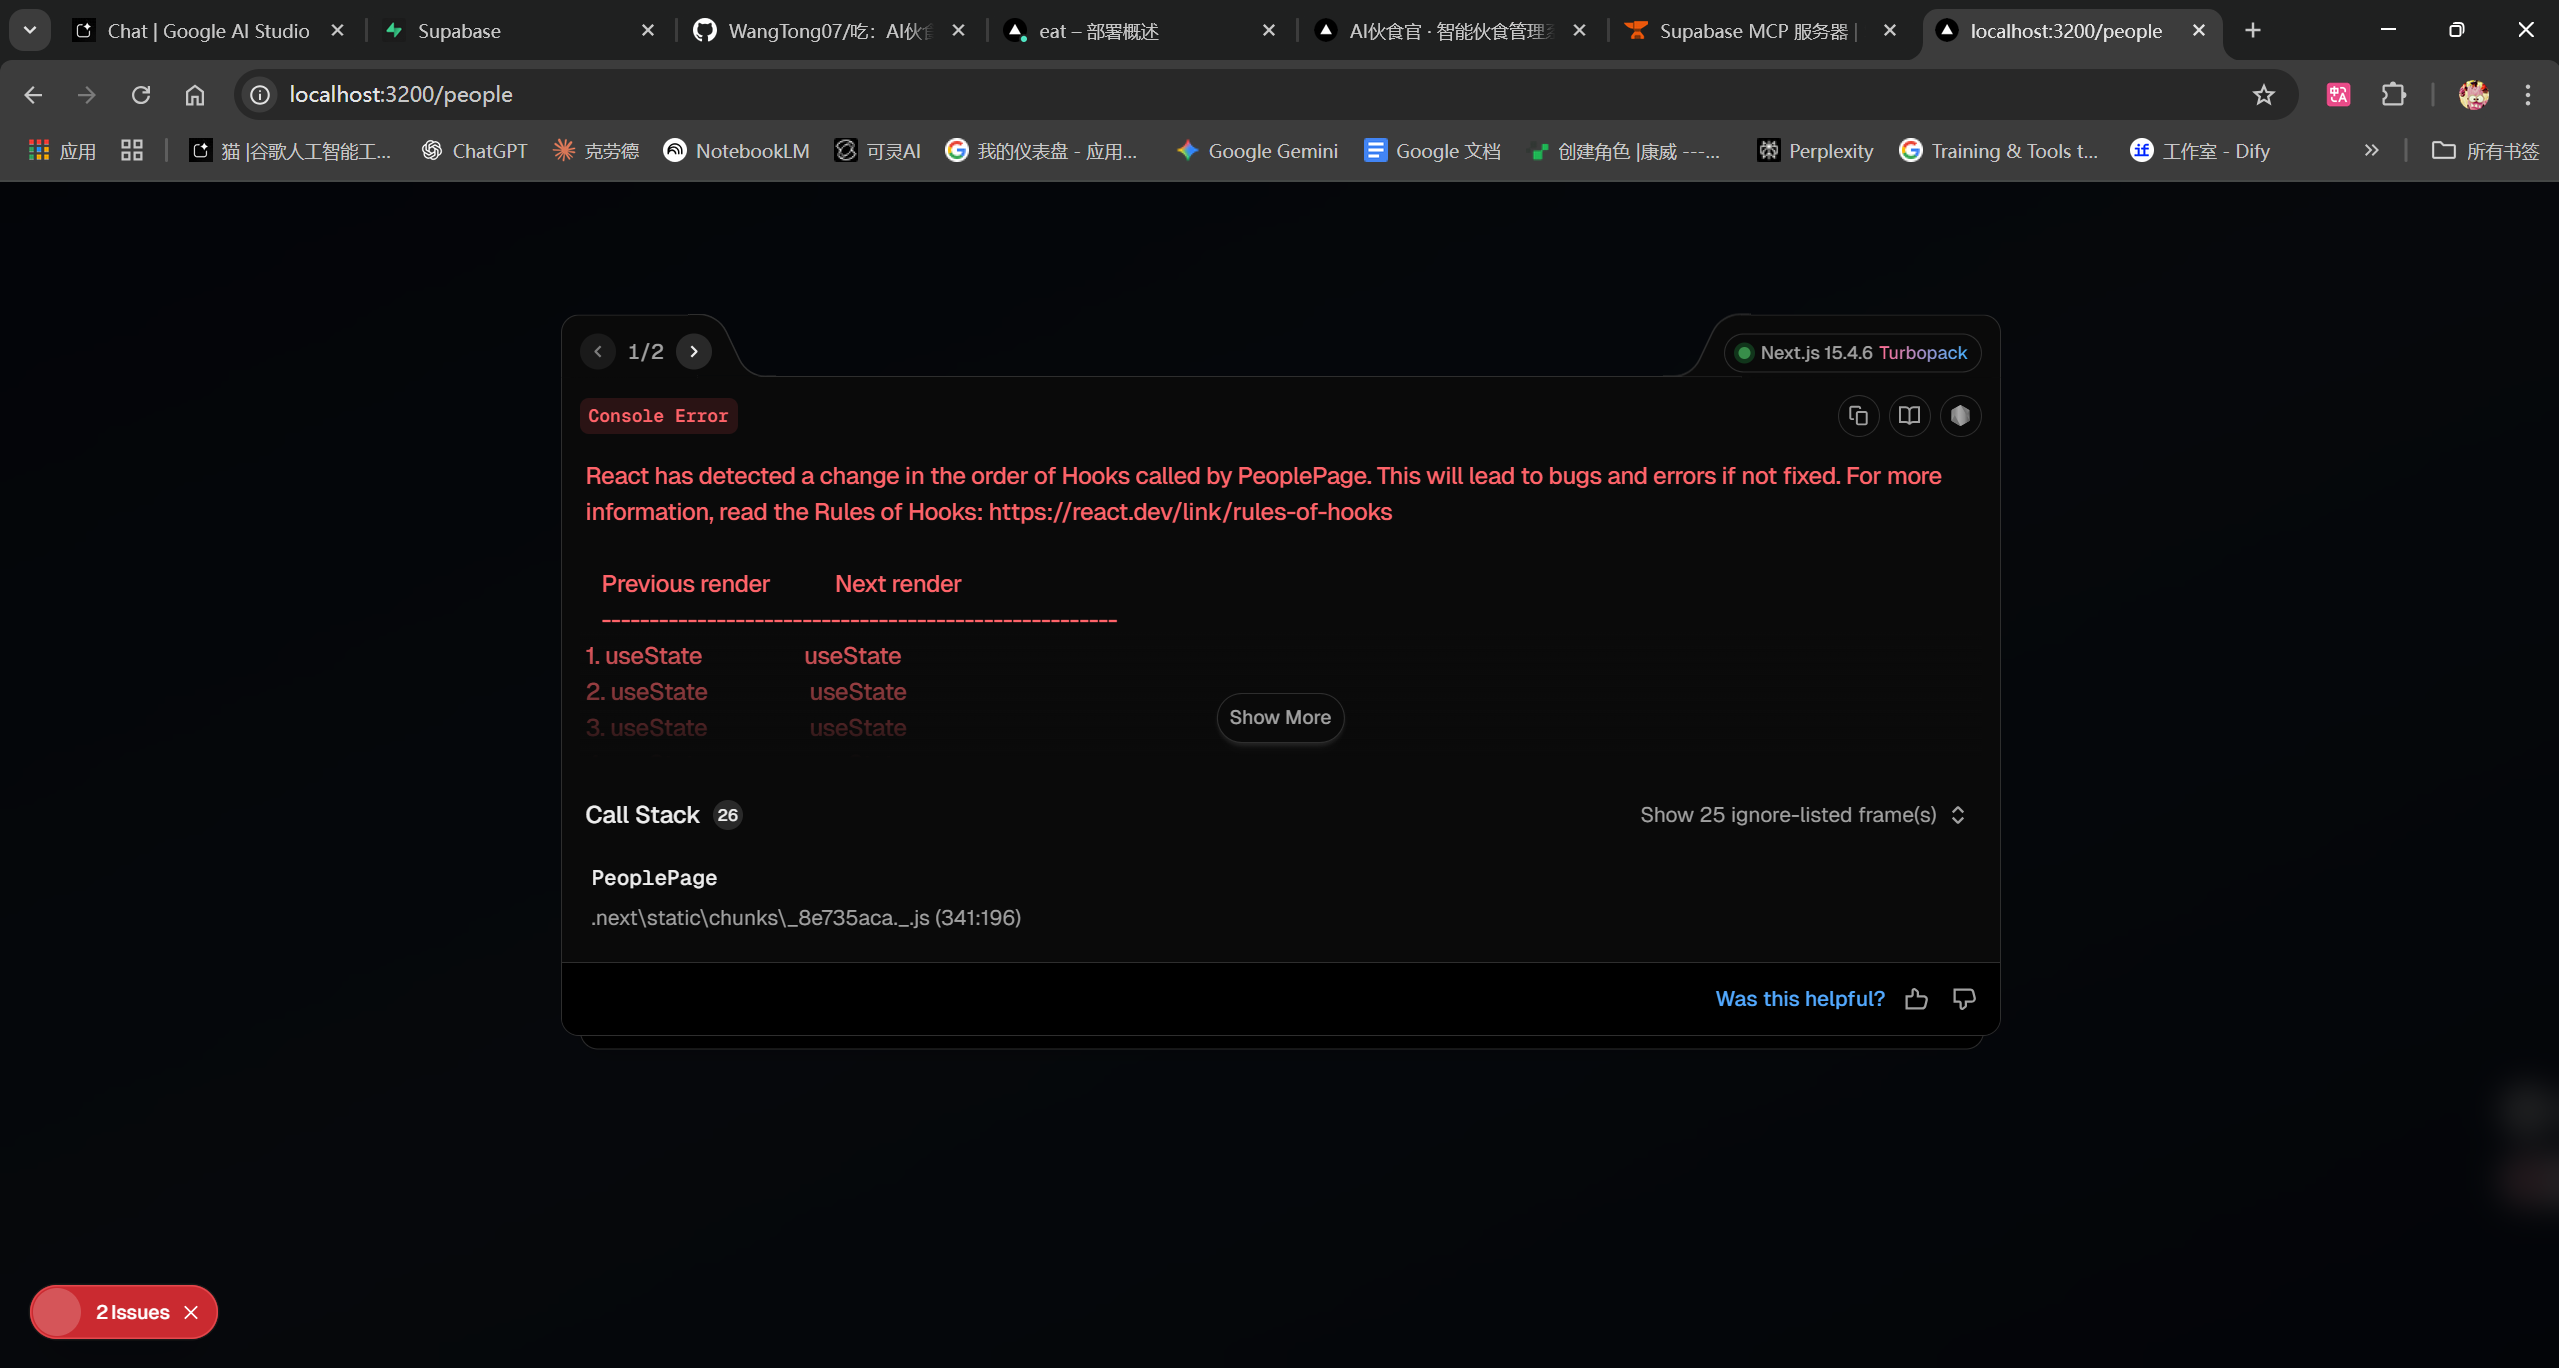 Chat | Google AI Studio
Supabase
WangTong07/吃：AI伙
eat – 部署概述
AI伙食官 · 智能伙食管理
Supabase MCP 服务器 |
localhost:3200/people
localhost:3200/people
应用
猫 |谷歌人工智能工...
ChatGPT
克劳德
NotebookLM
可灵AI
我的仪表盘 - 应用...
Google Gemini
Google 文档
创建角色 |康威 ---...
Perplexity
Training & Tools t...
工作室 - Dify
所有书签
1/2
Next.js 15.4.6 Turbopack
Console Error
React has detected a change in the order of Hooks called by PeoplePage. This will lead to bugs and errors if not fixed. For more
information, read the Rules of Hooks: https://react.dev/link/rules-of-hooks
Previous render Next render
------------------------------------------------------
1. useState useState
2. useState useState
3. useState useState
Show More
Call Stack 26
Show 25 ignore-listed frame(s)
PeoplePage
.next\static\chunks\_8e735aca._.js (341:196)
Was this helpful?
2 Issues